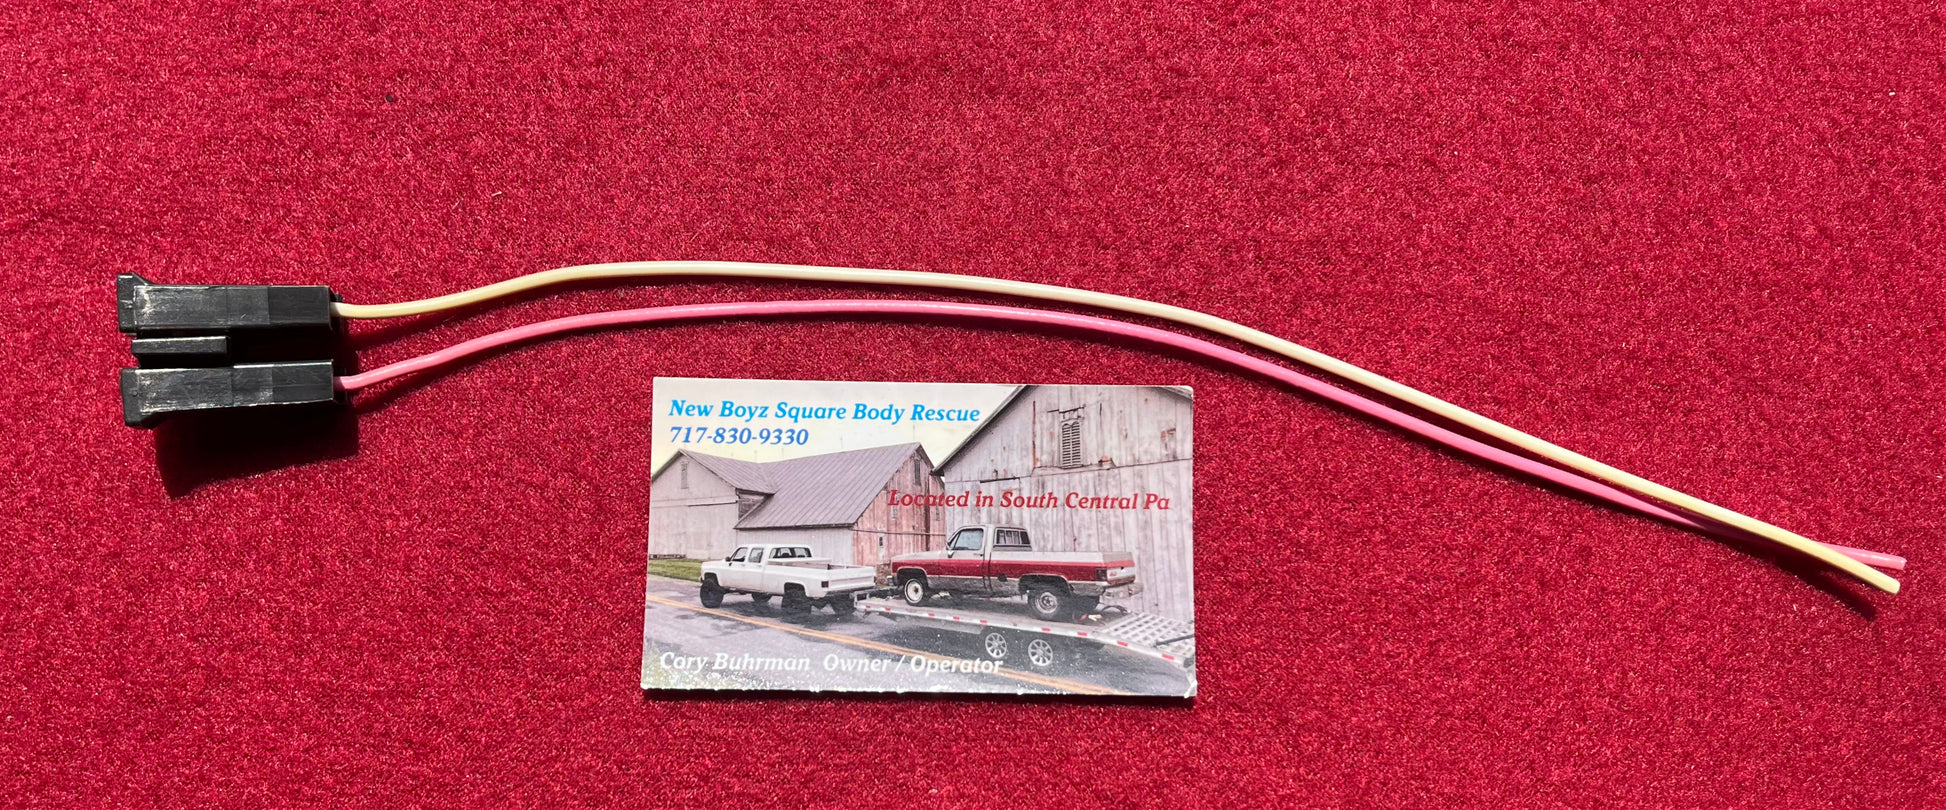 New Boyz Square Body Rescue
717-830-9330
Located in South Central Pa
Cory Buhrman Owner / Operator